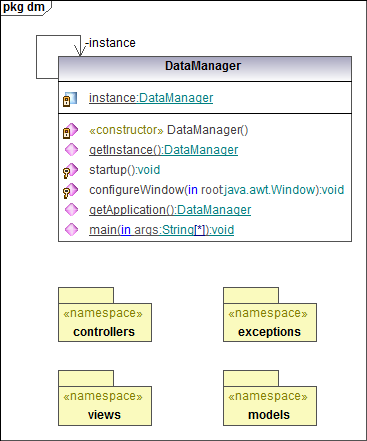 pkg dm
-instance
DataManager
instance:DataManager
«constructor» DataManager()
getInstance():DataManager
startup():void
configureWindow(in root:java.awt.Window):void
getApplication():DataManager
main(in args:String[*]):void
«namespace»
controllers
«namespace»
exceptions
«namespace»
views
«namespace»
models